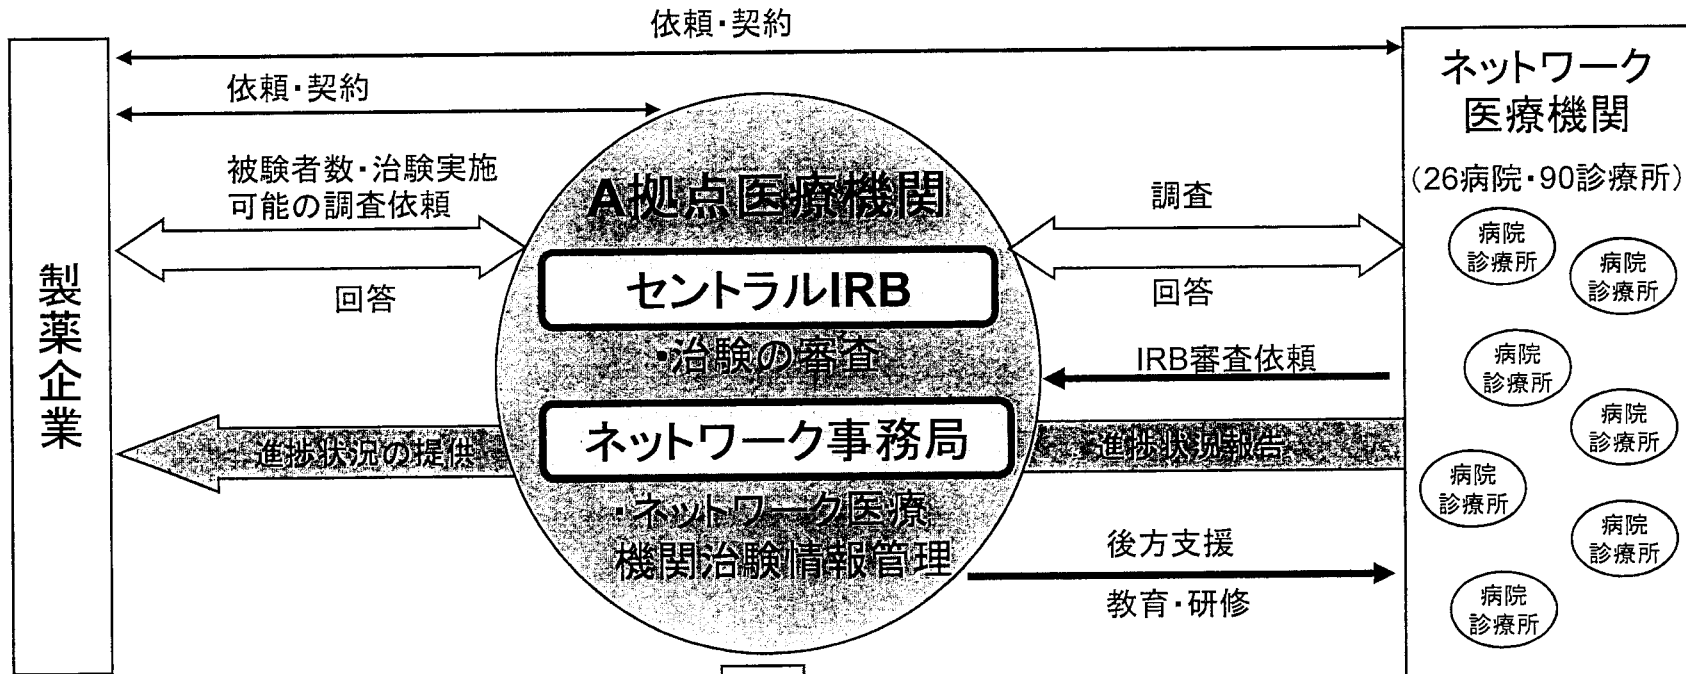 依頼・契約
依頼・契約
製薬企業
被験者数・治験実施
可能の調査依頼
回答
進捗状況の提供
A拠点医療機関
セントラルIRB
・治験の審査
ネットワーク事務局
・ネットワーク医療
機関治験情報管理
調査
回答
IRB審査依頼
進捗状況報告
後方支援
教育・研修
ネットワーク
医療機関
（26病院・90診療所）
病院
診療所
病院
診療所
病院
診療所
病院
診療所
病院
診療所
病院
診療所
病院
診療所